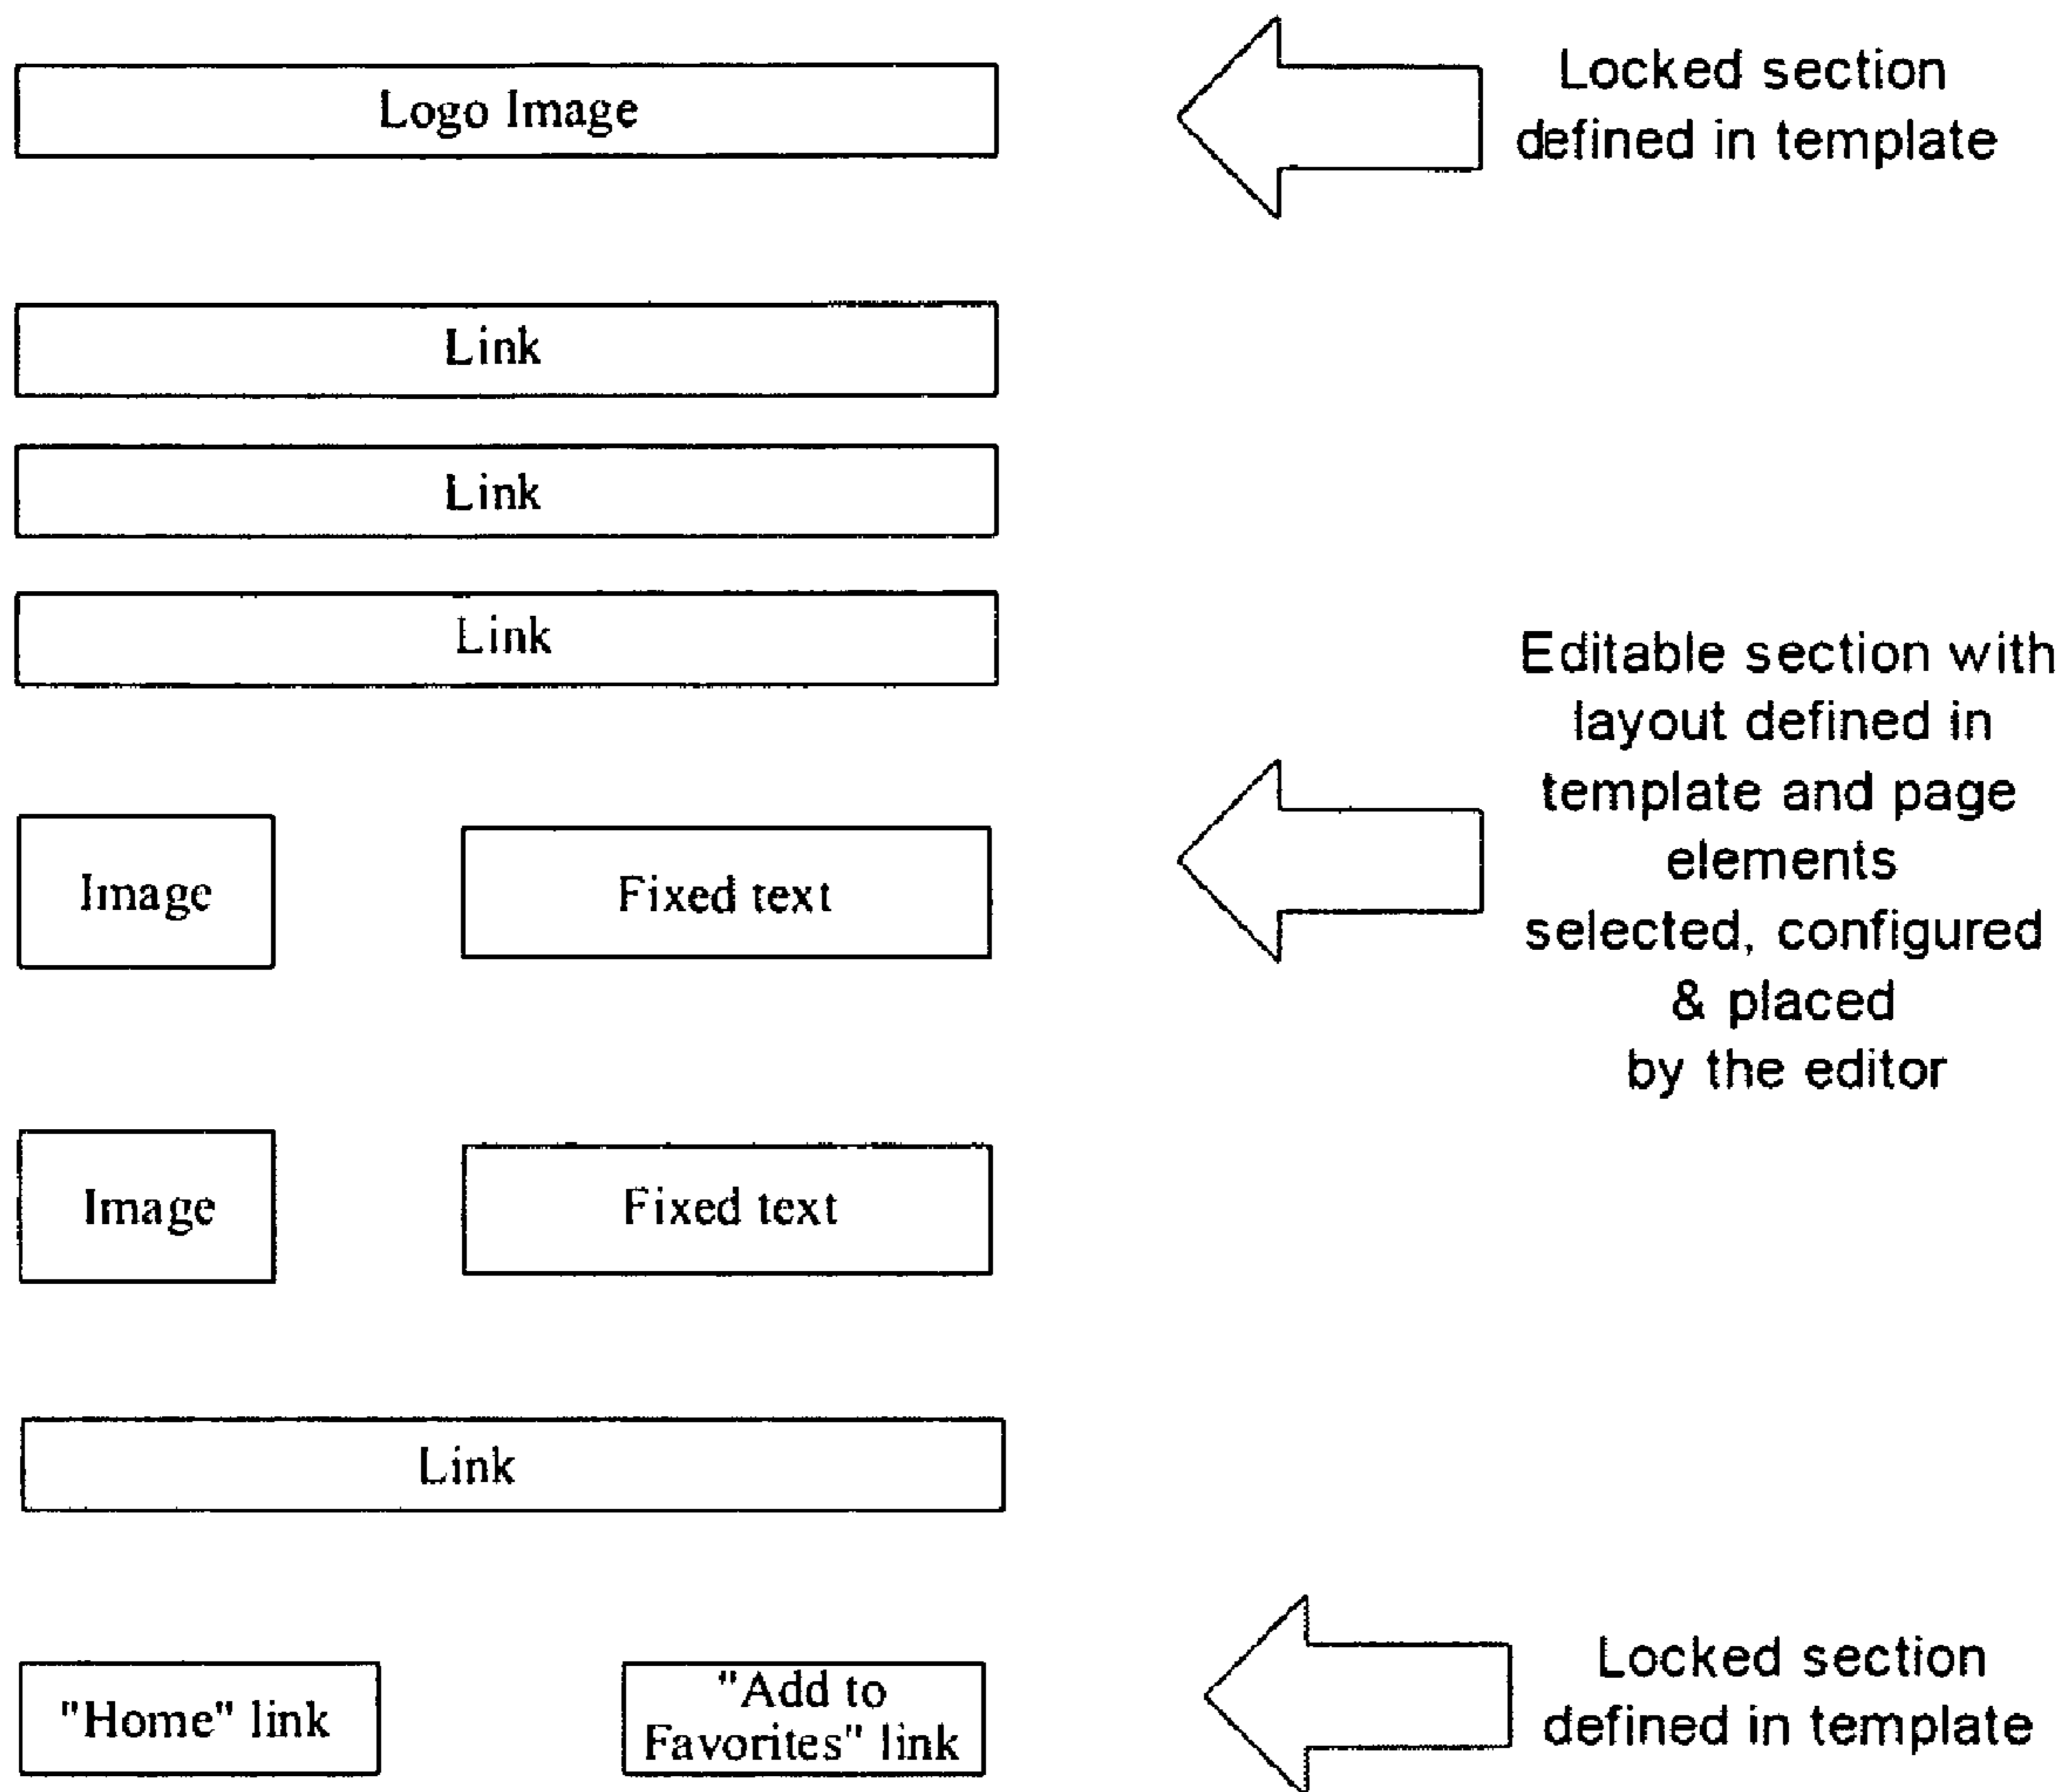 Logo Image
Locked section
defined in template
Link
Link
Link
Editable section with
layout defined in
template and page
elements
selected, configured
& placed
by the editor
Image
Fixed text
Image
Fixed text
Link
"Home" link
"Add to
Favorites" link
Locked section
defined in template